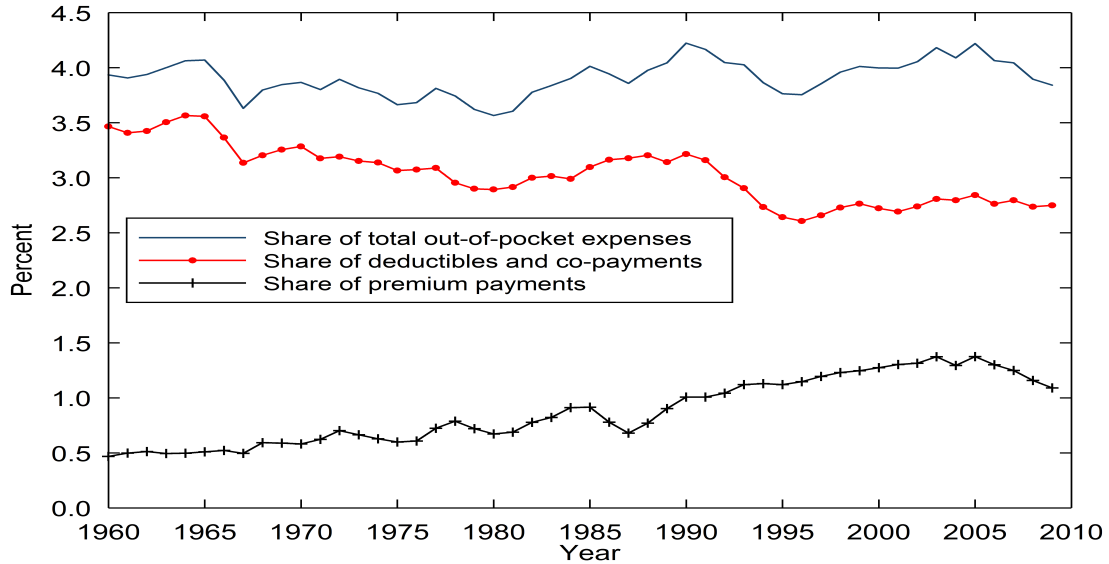 4.5
4.0
3.5
3.0
2.5
2.0
1.5
1.0
0.5
0.0
Percent
Share of total out-of-pocket expenses
Share of deductibles and co-payments
Share of premium payments
1960 1965 1970 1975 1980 1985 1990 1995 2000 2005 2010
Year